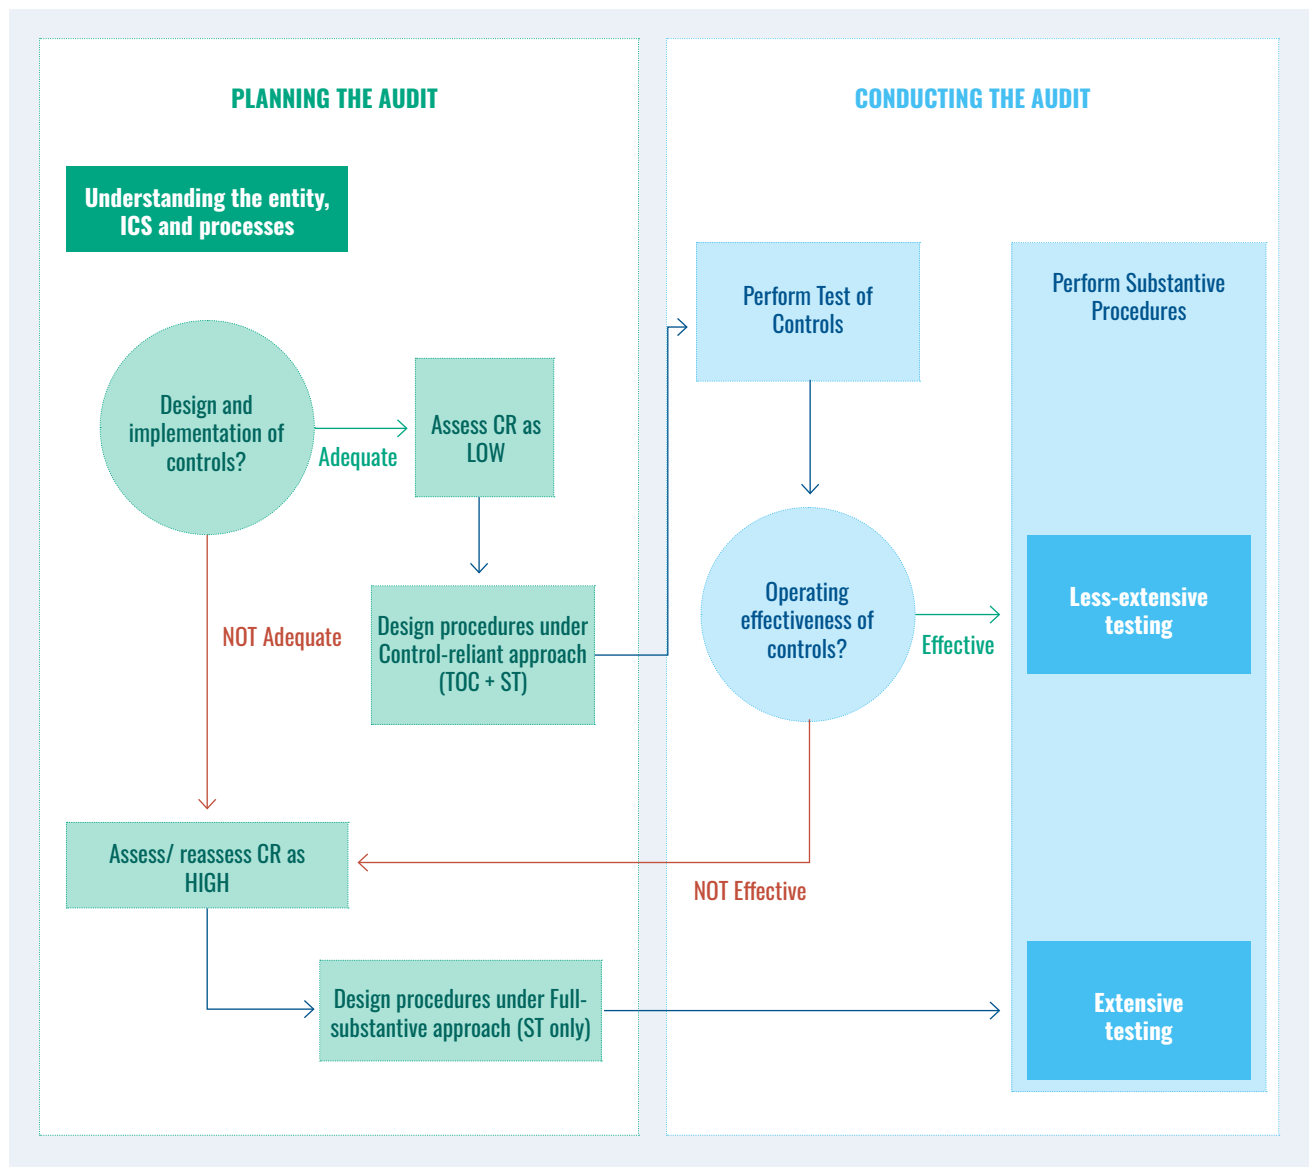 PLANNING THE AUDIT
Understanding the entity,
ICS and processes
Design and
implementation of
controls?
Adequate
Assess CR as
LOW
NOT Adequate
Design procedures under
Control-reliant approach
(TOC + ST)
Assess/ reassess CR as
HIGH
Design procedures under Full-
substantive approach (ST only)
CONDUCTING THE AUDIT
Perform Test of
Controls
Operating
effectiveness of
controls?
Effective
NOT Effective
Perform Substantive
Procedures
Less-extensive
testing
Extensive
testing